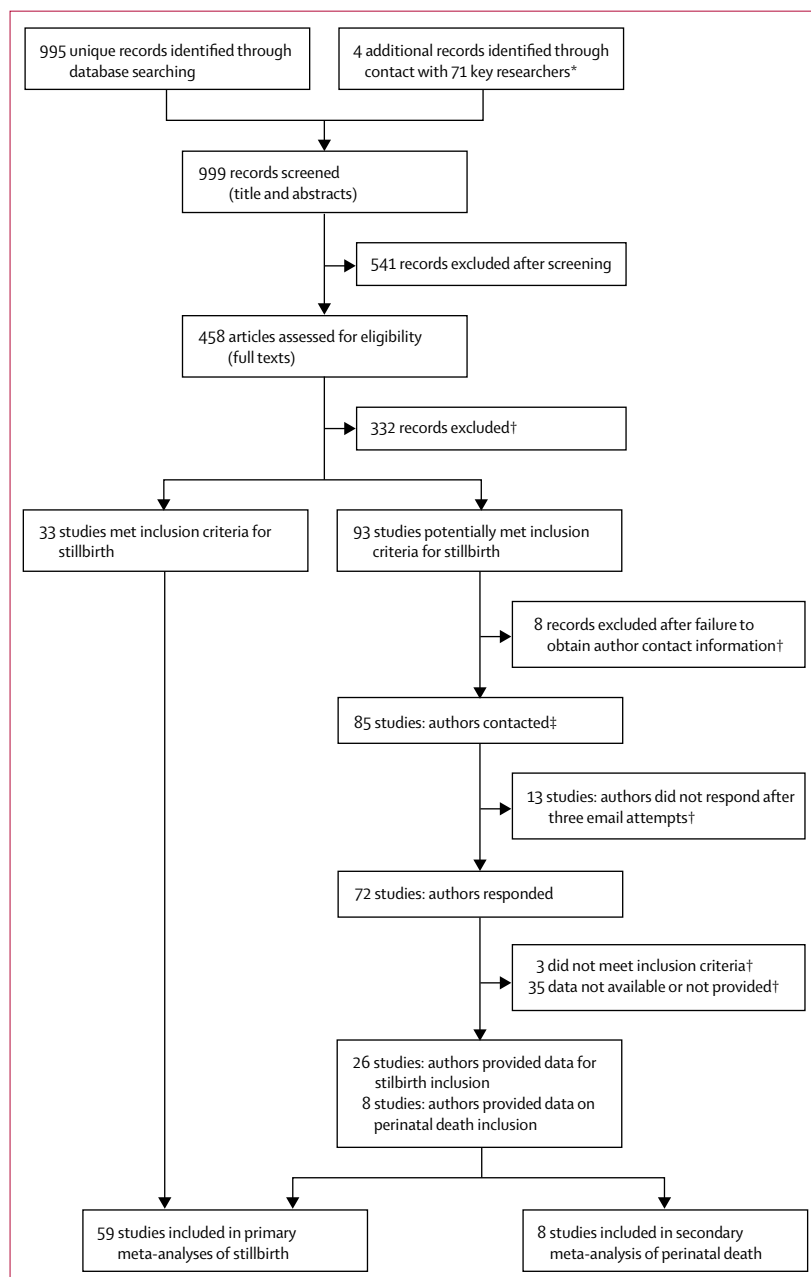 995 unique records identified through
database searching
4 additional records identified through
contact with 71 key researchers*
999 records screened
(title and abstracts)
541 records excluded after screening
458 articles assessed for eligibility
(full texts)
332 records excluded†
33 studies met inclusion criteria for
stillbirth
93 studies potentially met inclusion
criteria for stillbirth
8 records excluded after failure to
obtain author contact information†
85 studies: authors contacted‡
13 studies: authors did not respond after
three email attempts†
72 studies: authors responded
3 did not meet inclusion criteria†
35 data not available or not provided†
26 studies: authors provided data for
stilbirth inclusion
8 studies: authors provided data on
perinatal death inclusion
59 studies included in primary
meta-analyses of stillbirth
8 studies included in secondary
meta-analysis of perinatal death